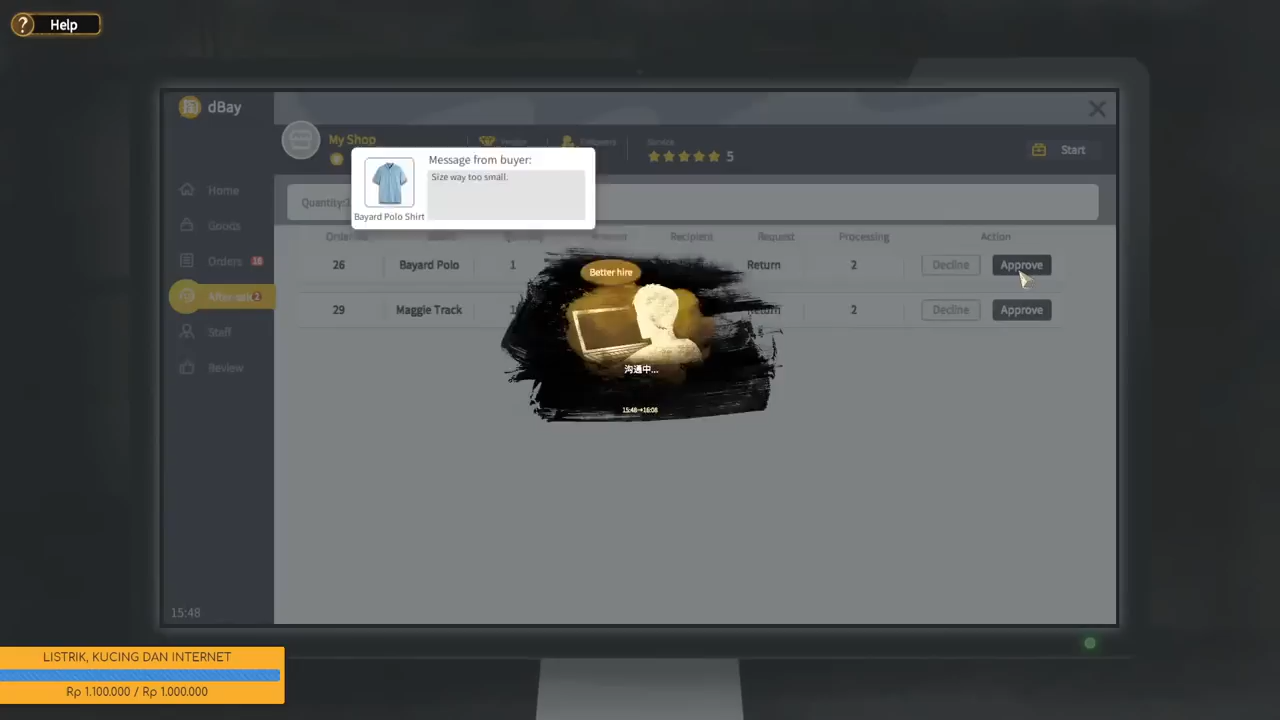 ? Help
dBay
My Shop
Service
5
Start
Message from buyer:
Size way too small.
Bayard Polo Shirt
Home
Goods
Orders 18
After-sale 2
Staff
Review
Quantity:
Recipient
Request
Processing
Action
26
Bayard Polo
1
Return
2
Decline
Approve
29
Maggie Track
Return
2
Decline
Approve
Better hire
沟通中...
15:48→16:08
15:48
LISTRIK, KUCING DAN INTERNET
Rp 1.100.000 / Rp 1.000.000